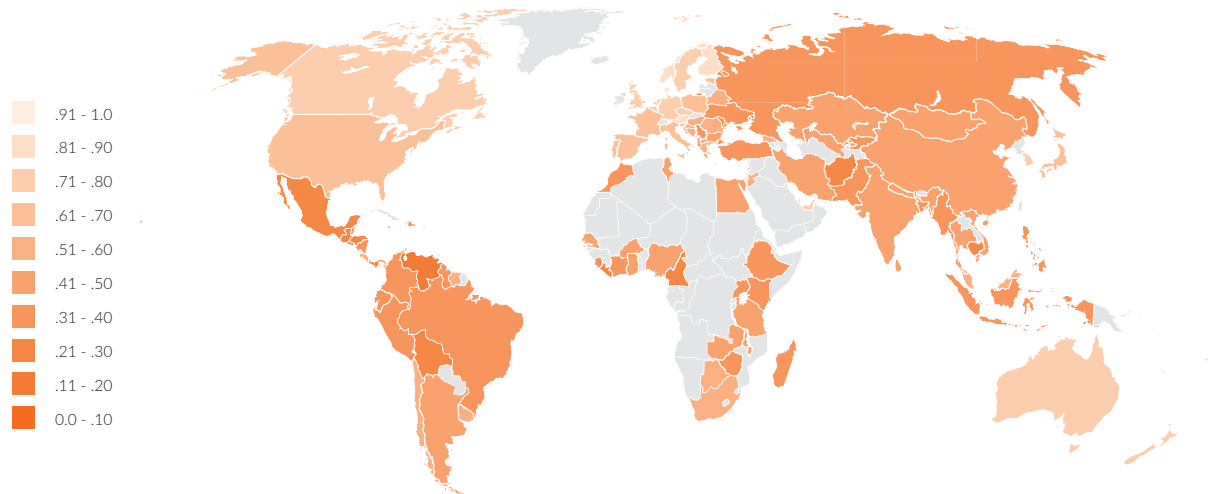 .91 - 1.0
.81 - .90
.71 - .80
.61 - .70
.51 - .60
.41 - .50
.31 - .40
.21 - .30
.11 - .20
0.0 - .10